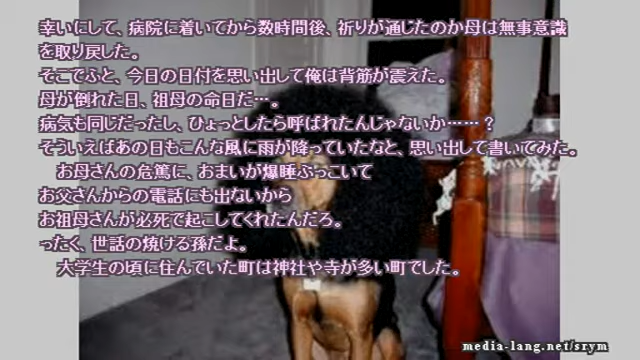 幸いにして、病院に着いてから数時間後、祈りが通じたのか母は無事意識
を取り戻した。
そこでふと、今日の日付を思い出して俺は背筋が震えた。
母が倒れた日、祖母の命日だ…。
病気も同じだったし、ひょっとしたら呼ばれたんじゃないか……？
そういえばあの日もこんな風に雨が降っていたなと、思い出して書いてみた。
お母さんの危篤に、おまいが爆睡ぶっこいて
お父さんからの電話にも出ないから
お祖母さんが必死で起こしてくれたんだろ。
ったく、世話の焼ける孫だよ。
大学生の頃に住んでいた町は神社や寺が多い町でした。
media-lang.net/srym